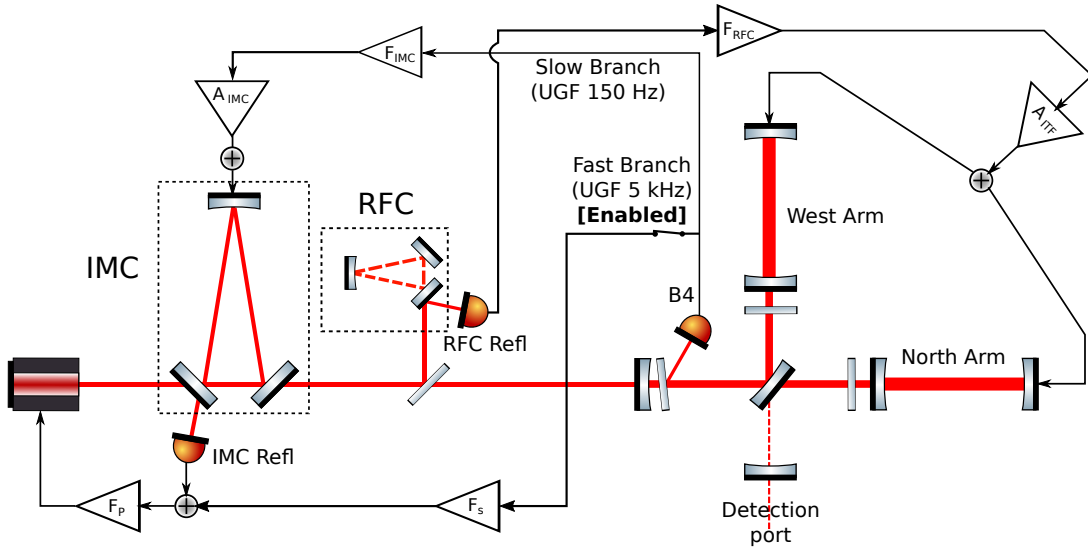 F_IMC
F_RFC
Slow Branch
(UGF 150 Hz)
A_IMC
A_ITF
Fast Branch
(UGF 5 kHz)
[Enabled]
RFC
West Arm
IMC
B4
RFC Refl
North Arm
IMC Refl
F_P
F_s
Detection
port